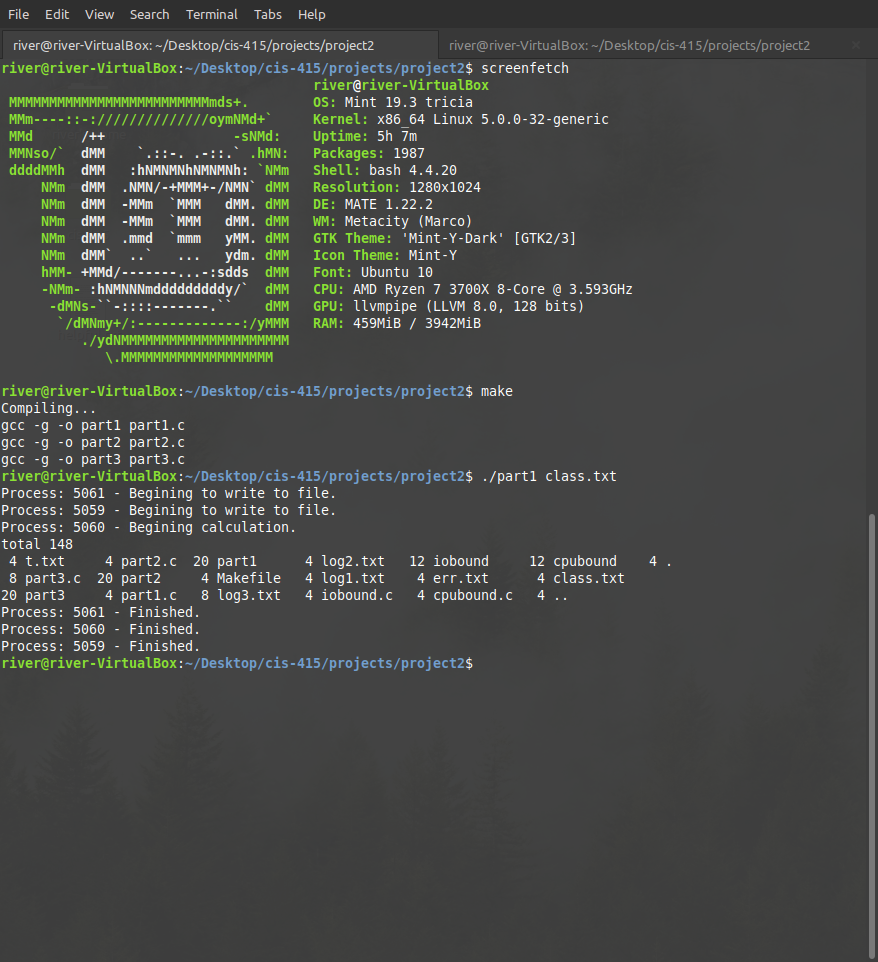 File Edit View Search Terminal Tabs Help
river@river-VirtualBox: ~/Desktop/cis-415/projects/project2 river@river-VirtualBox: ~/Desktop/cis-415/projects/project2 ×
river@river-VirtualBox:~/Desktop/cis-415/projects/project2$ screenfetch
                                       river@river-VirtualBox
 MMMMMMMMMMMMMMMMMMMMMMMMMmds+.        OS: Mint 19.3 tricia
 MMm----::-://////////////oymNMd+`     Kernel: x86_64 Linux 5.0.0-32-generic
 MMd      /++                -sNMd:    Uptime: 5h 7m
 MMNso/`  dMM    `.::-. .-::.` .hMN:   Packages: 1987
 ddddMMh  dMM   :hNMNMNhNMNMNh: `NMm   Shell: bash 4.4.20
     NMm  dMM  .NMN/-+MMM+-/NMN` dMM   Resolution: 1280x1024
     NMm  dMM  -MMm  `MMM   dMM. dMM   DE: MATE 1.22.2
     NMm  dMM  -MMm  `MMM   dMM. dMM   WM: Metacity (Marco)
     NMm  dMM  .mmd  `mmm   yMM. dMM   GTK Theme: 'Mint-Y-Dark' [GTK2/3]
     NMm  dMM`  ..`   ...   ydm. dMM   Icon Theme: Mint-Y
     hMM- +MMd/-------...-:sdds  dMM   Font: Ubuntu 10
     -NMm- :hNMNNNmdddddddddy/`  dMM   CPU: AMD Ryzen 7 3700X 8-Core @ 3.593GHz
      -dMNs-``-::::-------.``    dMM   GPU: llvmpipe (LLVM 8.0, 128 bits)
       `/dMNmy+/:-------------:/yMMM   RAM: 459MiB / 3942MiB
          ./ydNMMMMMMMMMMMMMMMMMMMMM
             \.MMMMMMMMMMMMMMMMMMM
river@river-VirtualBox:~/Desktop/cis-415/projects/project2$ make
Compiling...
gcc -g -o part1 part1.c
gcc -g -o part2 part2.c
gcc -g -o part3 part3.c
river@river-VirtualBox:~/Desktop/cis-415/projects/project2$ ./part1 class.txt
Process: 5061 - Begining to write to file.
Process: 5059 - Begining to write to file.
Process: 5060 - Begining calculation.
total 148
 4 t.txt     4 part2.c  20 part1      4 log2.txt   12 iobound     12 cpubound    4 .
 8 part3.c  20 part2     4 Makefile   4 log1.txt    4 err.txt      4 class.txt
20 part3     4 part1.c   8 log3.txt   4 iobound.c   4 cpubound.c   4 ..
Process: 5061 - Finished.
Process: 5060 - Finished.
Process: 5059 - Finished.
river@river-VirtualBox:~/Desktop/cis-415/projects/project2$